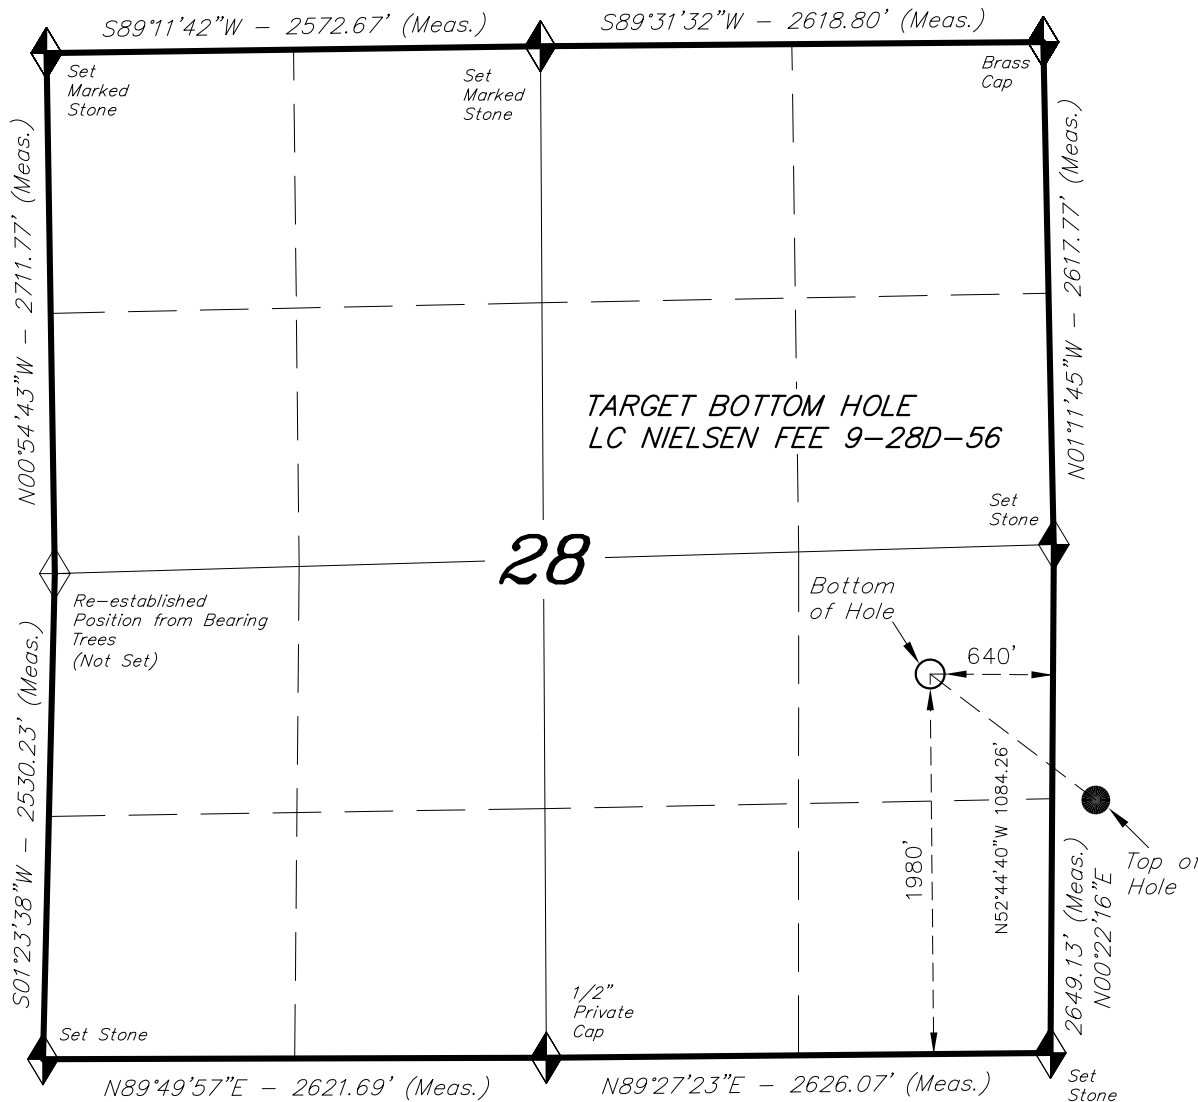 S89°11'42"W - 2572.67' (Meas.)
S89°31'32"W - 2618.80' (Meas.)
Set
Marked
Stone
Set
Marked
Stone
Brass
Cap
N00°54'43"W - 2711.77' (Meas.)
N01°11'45"W - 2617.77' (Meas.)
TARGET BOTTOM HOLE
LC NIELSEN FEE 9-28D-56
Set
Stone
28
Re-established
Position from Bearing
Trees
(Not Set)
Bottom
of Hole
640'
S01°23'38"W - 2530.23' (Meas.)
1980'
N52°44'40"W 1084.26'
Top of
Hole
2649.13' (Meas.)
N00°22'16"E
1/2"
Private
Cap
Set Stone
N89°49'57"E - 2621.69' (Meas.)
N89°27'23"E - 2626.07' (Meas.)
Set
Stone